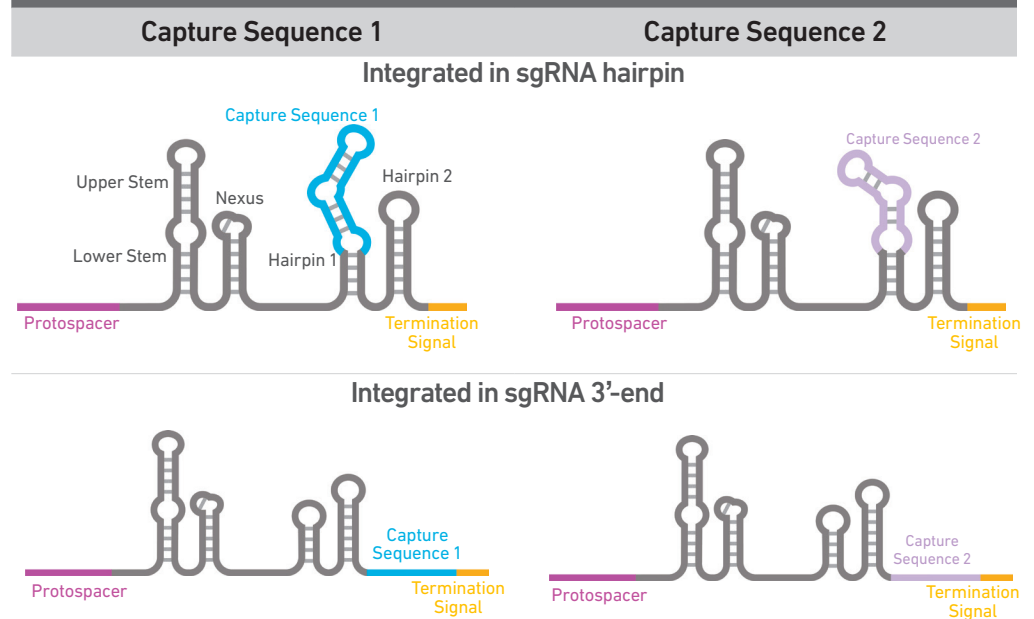 Capture Sequence 1
Capture Sequence 2
Integrated in sgRNA hairpin
Capture Sequence 1
Upper Stem
Nexus
Hairpin 2
Lower Stem
Hairpin 1
Protospacer
Termination
Signal
Capture Sequence 2
Protospacer
Termination
Signal
Integrated in sgRNA 3’-end
Capture
Sequence 1
Protospacer
Termination
Signal
Capture
Sequence 2
Protospacer
Termination
Signal